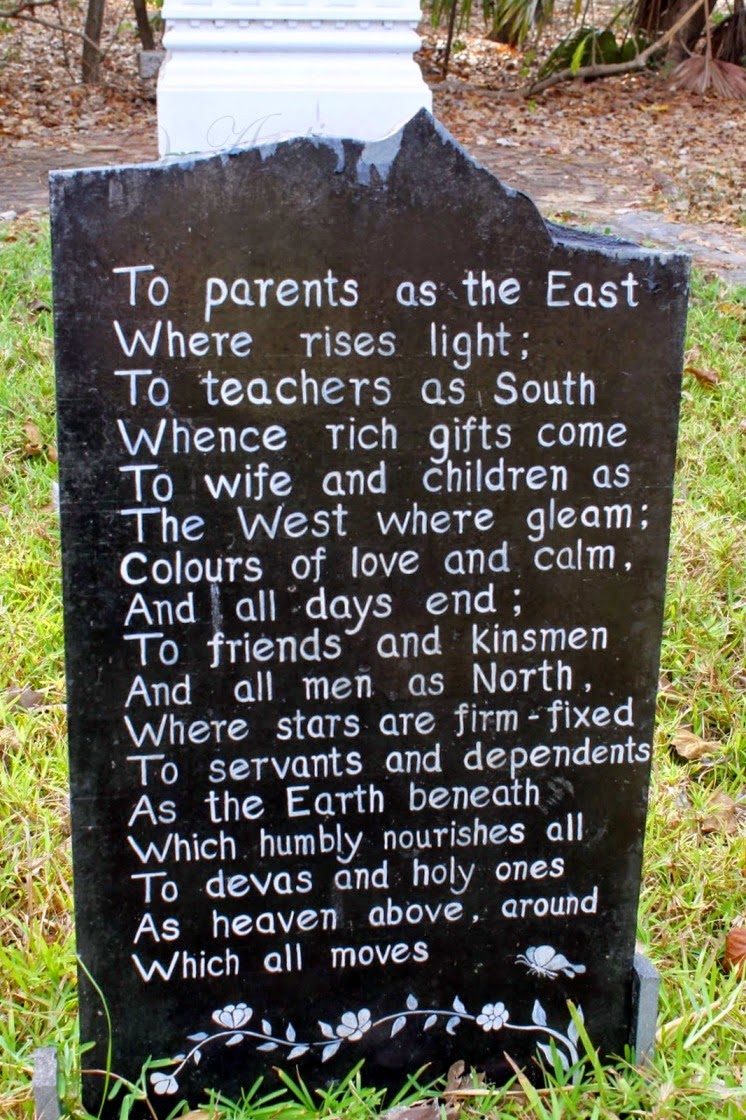 To parents as the East
Where rises light;
To teachers as South
Whence rich gifts come
To wife and children as
The West where gleam;
Colours of love and calm,
And all days end;
To friends and kinsmen
And all men as North,
Where stars are firm-fixed
To servants and dependents
As the Earth beneath
Which humbly nourishes all
To devas and holy ones
As heaven above, around
Which all moves